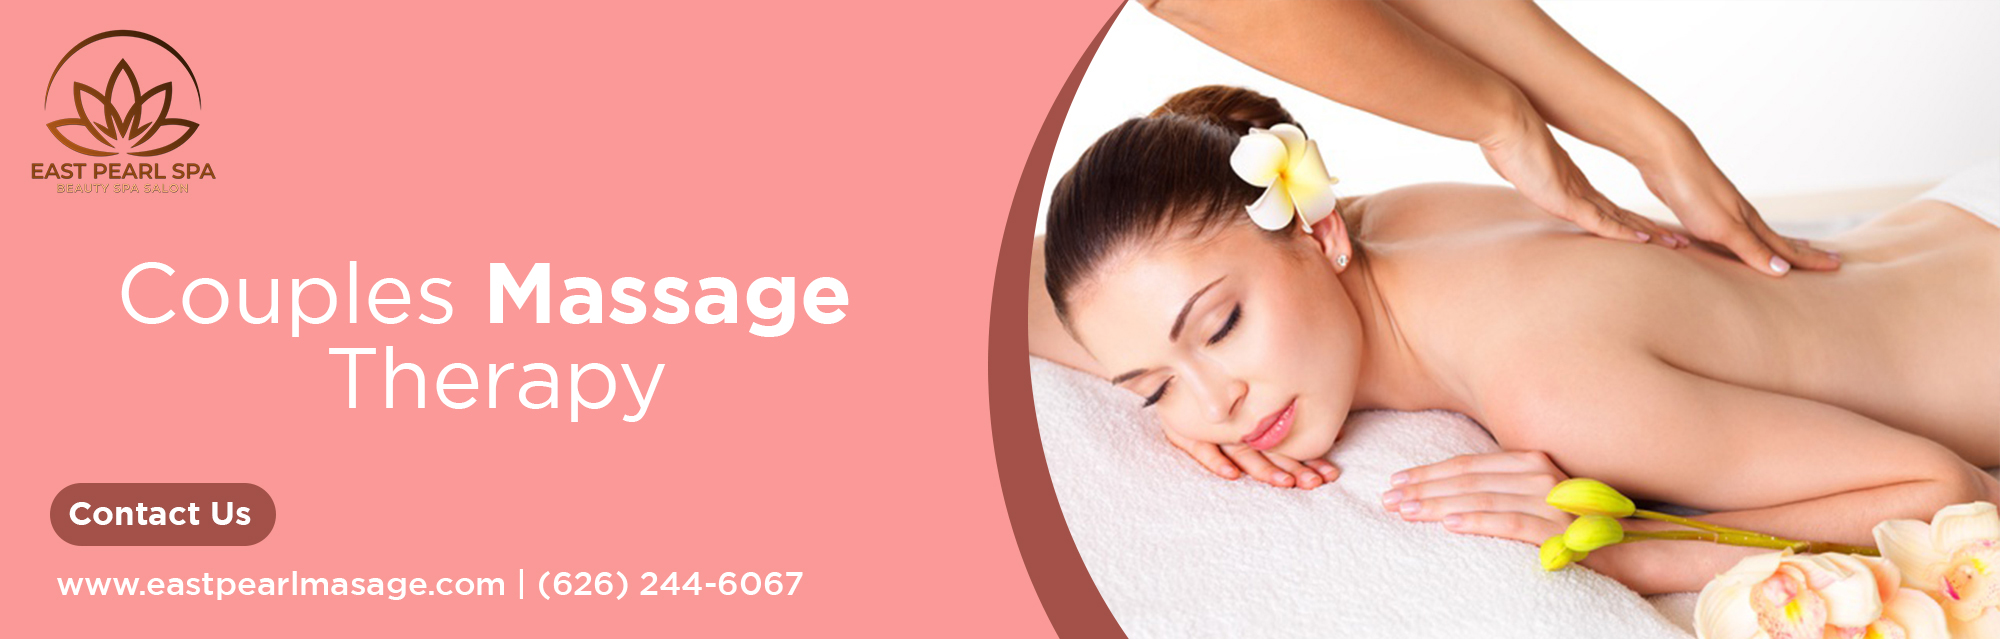 EAST PEARL SPA
BEAUTY SPA SALON
Couples Massage
Therapy
Contact Us
www.eastpearlmasage.com | (626) 244-6067